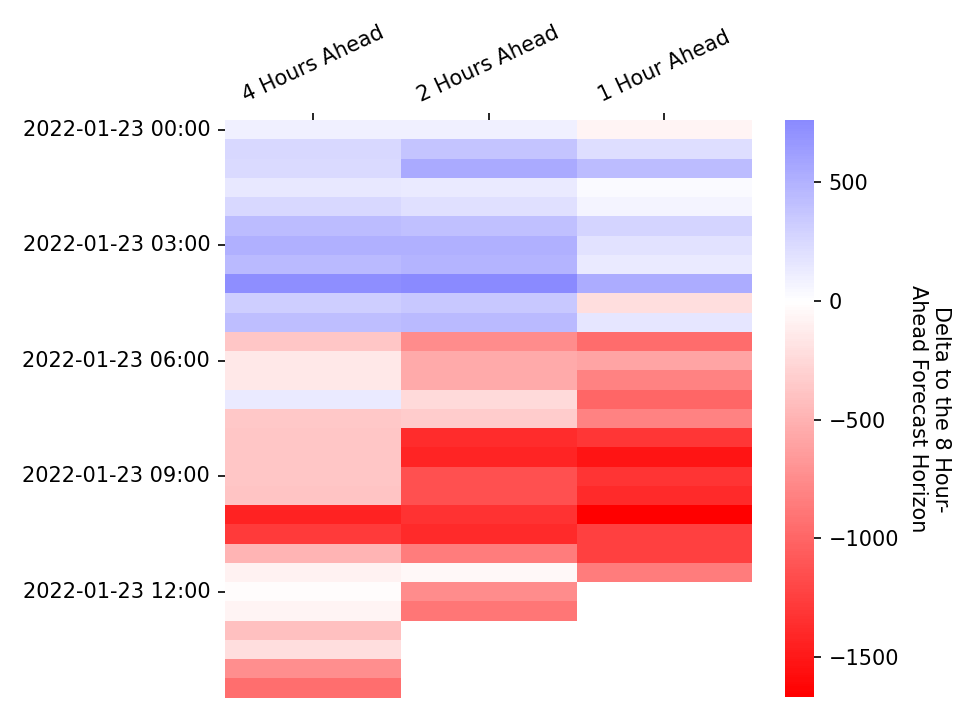 4 Hours Ahead
2 Hours Ahead
1 Hour Ahead
2022-01-23 00:00
2022-01-23 03:00
2022-01-23 06:00
2022-01-23 09:00
2022-01-23 12:00
500
0
−500
−1000
−1500
Delta to the 8 Hour-
Ahead Forecast Horizon